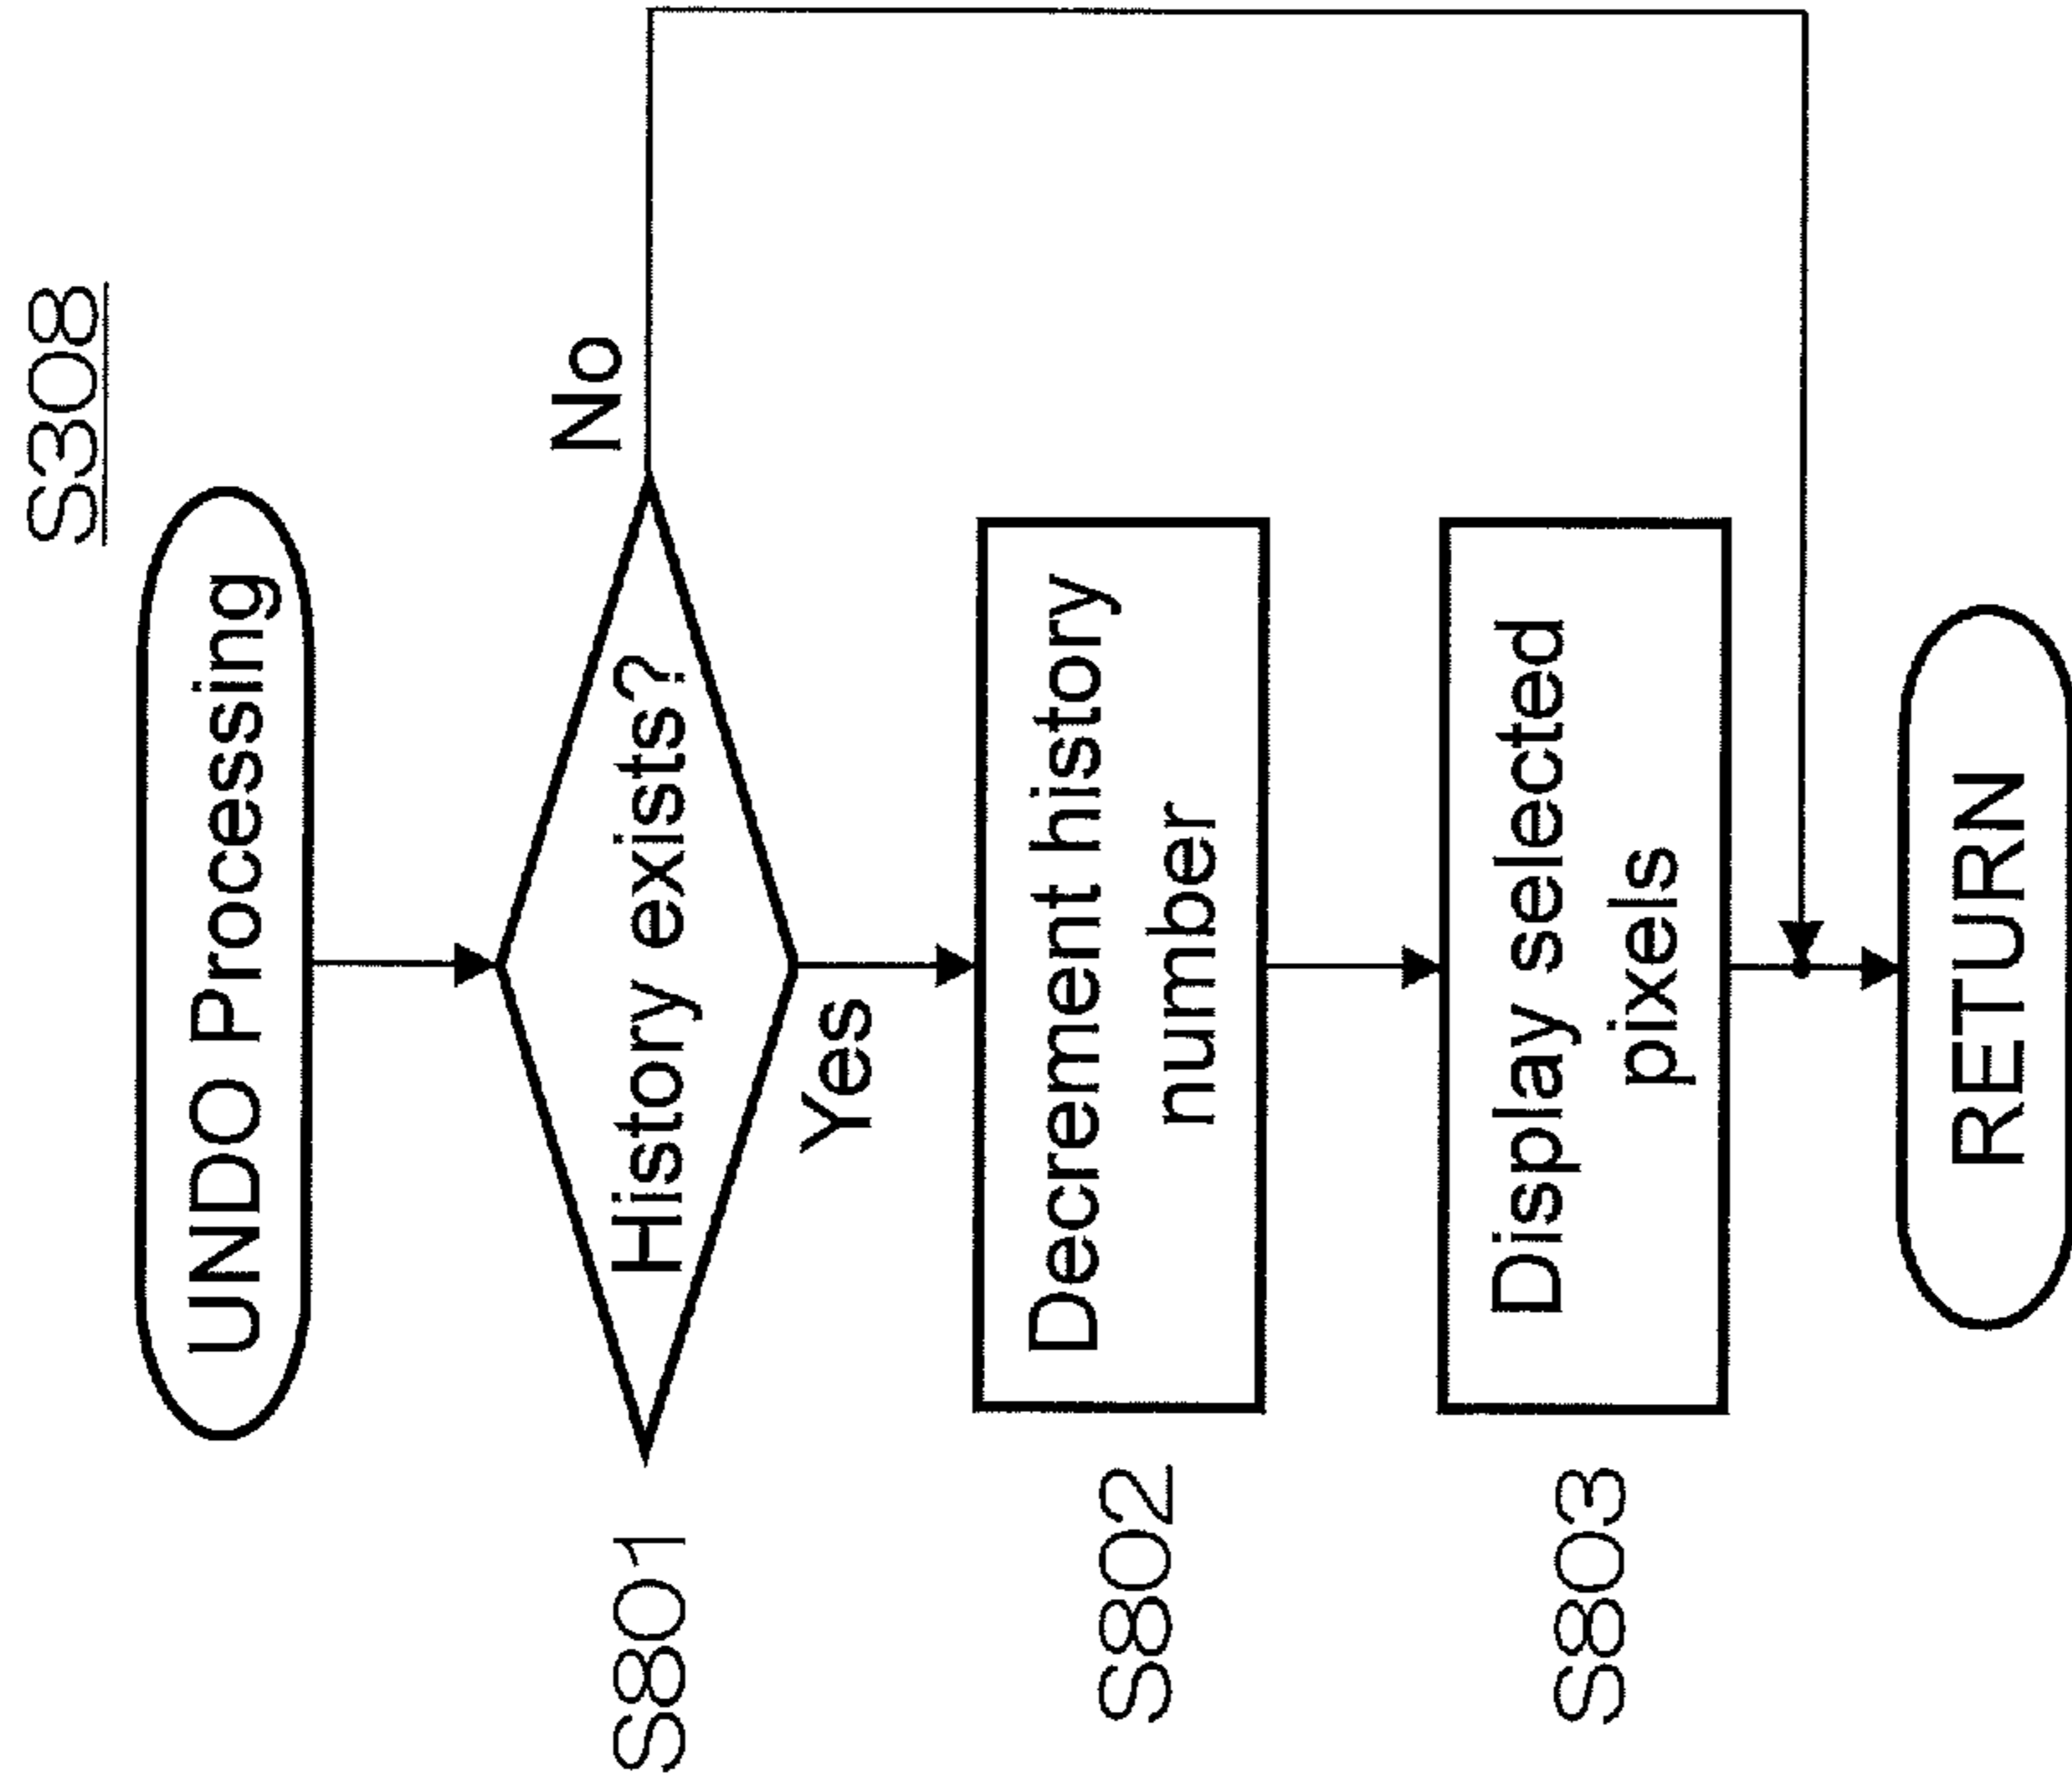 S308
UNDO Processing
S801
History exists?
No
Yes
S802
Decrement history
number
S803
Display selected
pixels
RETURN